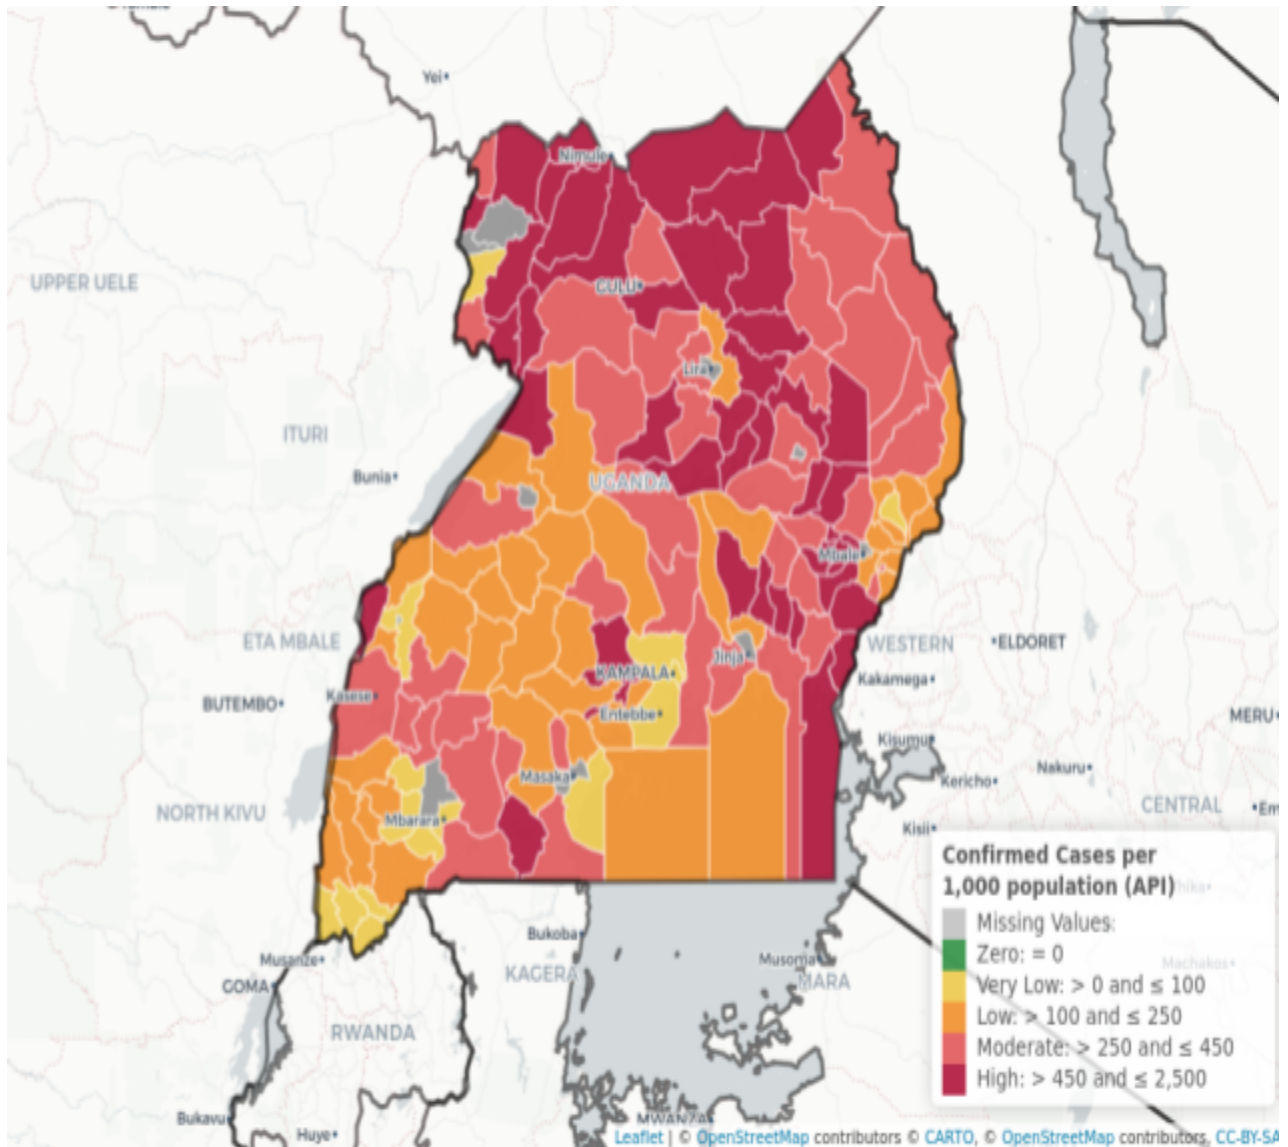 Yei
Nimule
UPPER UELE
GULU
Lira
ITURI
Bunia
UGANDA
Mbale
ETA MBALE
WESTERN
ELDORET
Jinja
KAMPALA
Kakamega
BUTEMBO
Kasese
Entebbe
MERU
Kisumu
Masaka
Kericho
Nakuru
NORTH KIVU
Mbarara
CENTRAL
Em
Kisii
Confirmed Cases per
1,000 population (API)
hika
Missing Values:
Zero: = 0
Very Low: > 0 and ≤ 100
Low: > 100 and ≤ 250
Moderate: > 250 and ≤ 450
High: > 450 and ≤ 2,500
Machakos
Bukoba
Musanze
Musoma
GOMA
KAGERA
MARA
RWANDA
Bukavu
Huye
MWANZA
Leaflet | © OpenStreetMap contributors © CARTO, © OpenStreetMap contributors, CC-BY-SA